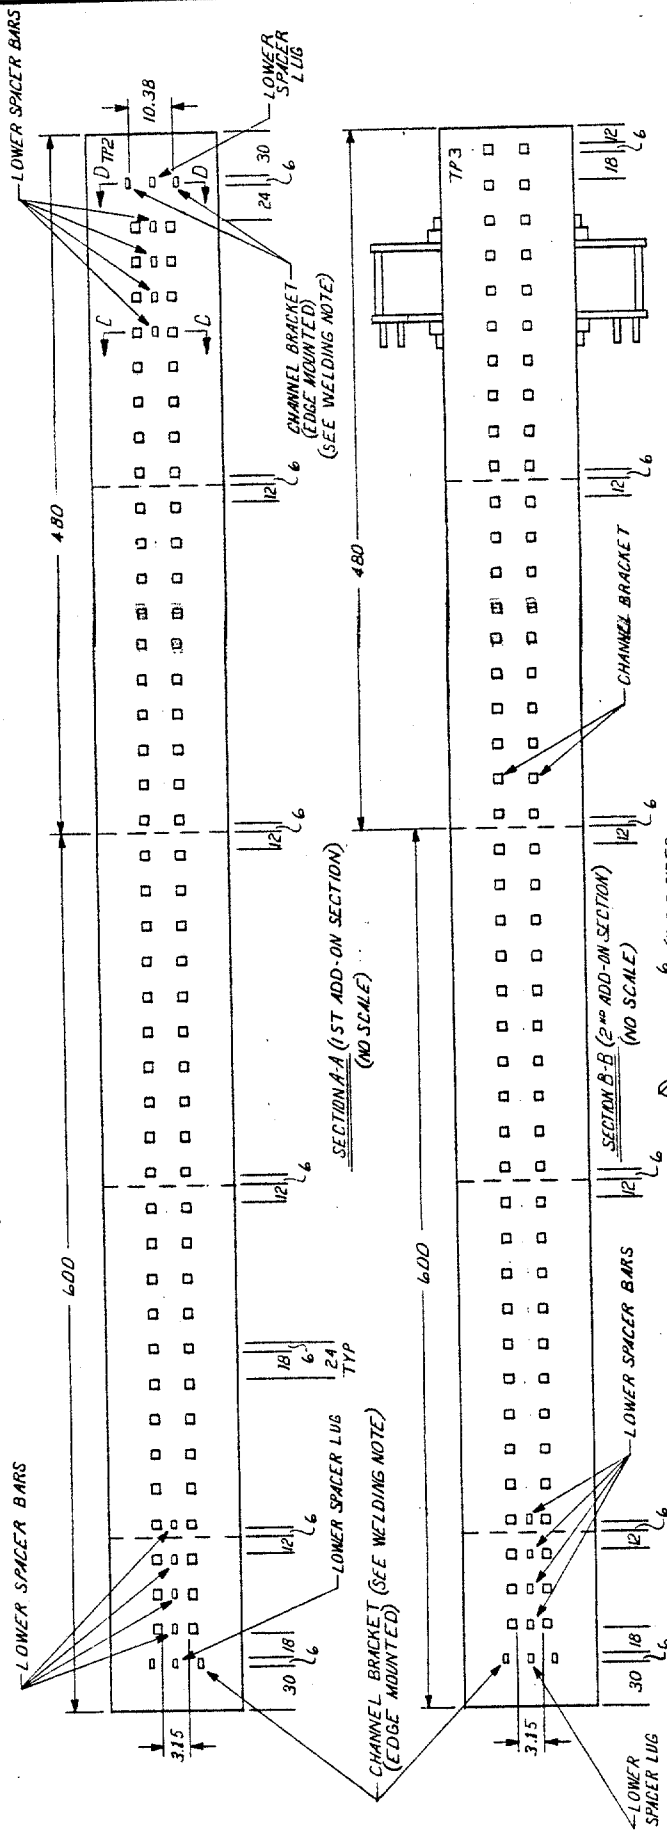 LOWER SPACER BARS
LOWER
SPACER
LUG
10.38
TP2
D
D
30
6
24
C
C
CHANNEL BRACKET
(EDGE MOUNTED)
(SEE WELDING NOTE)
480
12
6
12
6
SECTION A-A (1ST ADD-ON SECTION)
(NO SCALE)
600
12
6
18
6
24
TYP
LOWER SPACER BARS
12
6
LOWER SPACER LUG
18
6
30
3.15
CHANNEL BRACKET (SEE WELDING NOTE)
(EDGE MOUNTED)
TP3
12
6
18
480
12
6
CHANNEL BRACKET
12
6
SECTION B-B (2ND ADD-ON SECTION)
(NO SCALE)
600
12
6
LOWER SPACER BARS
12
6
18
6
30
3.15
LOWER
SPACER LUG